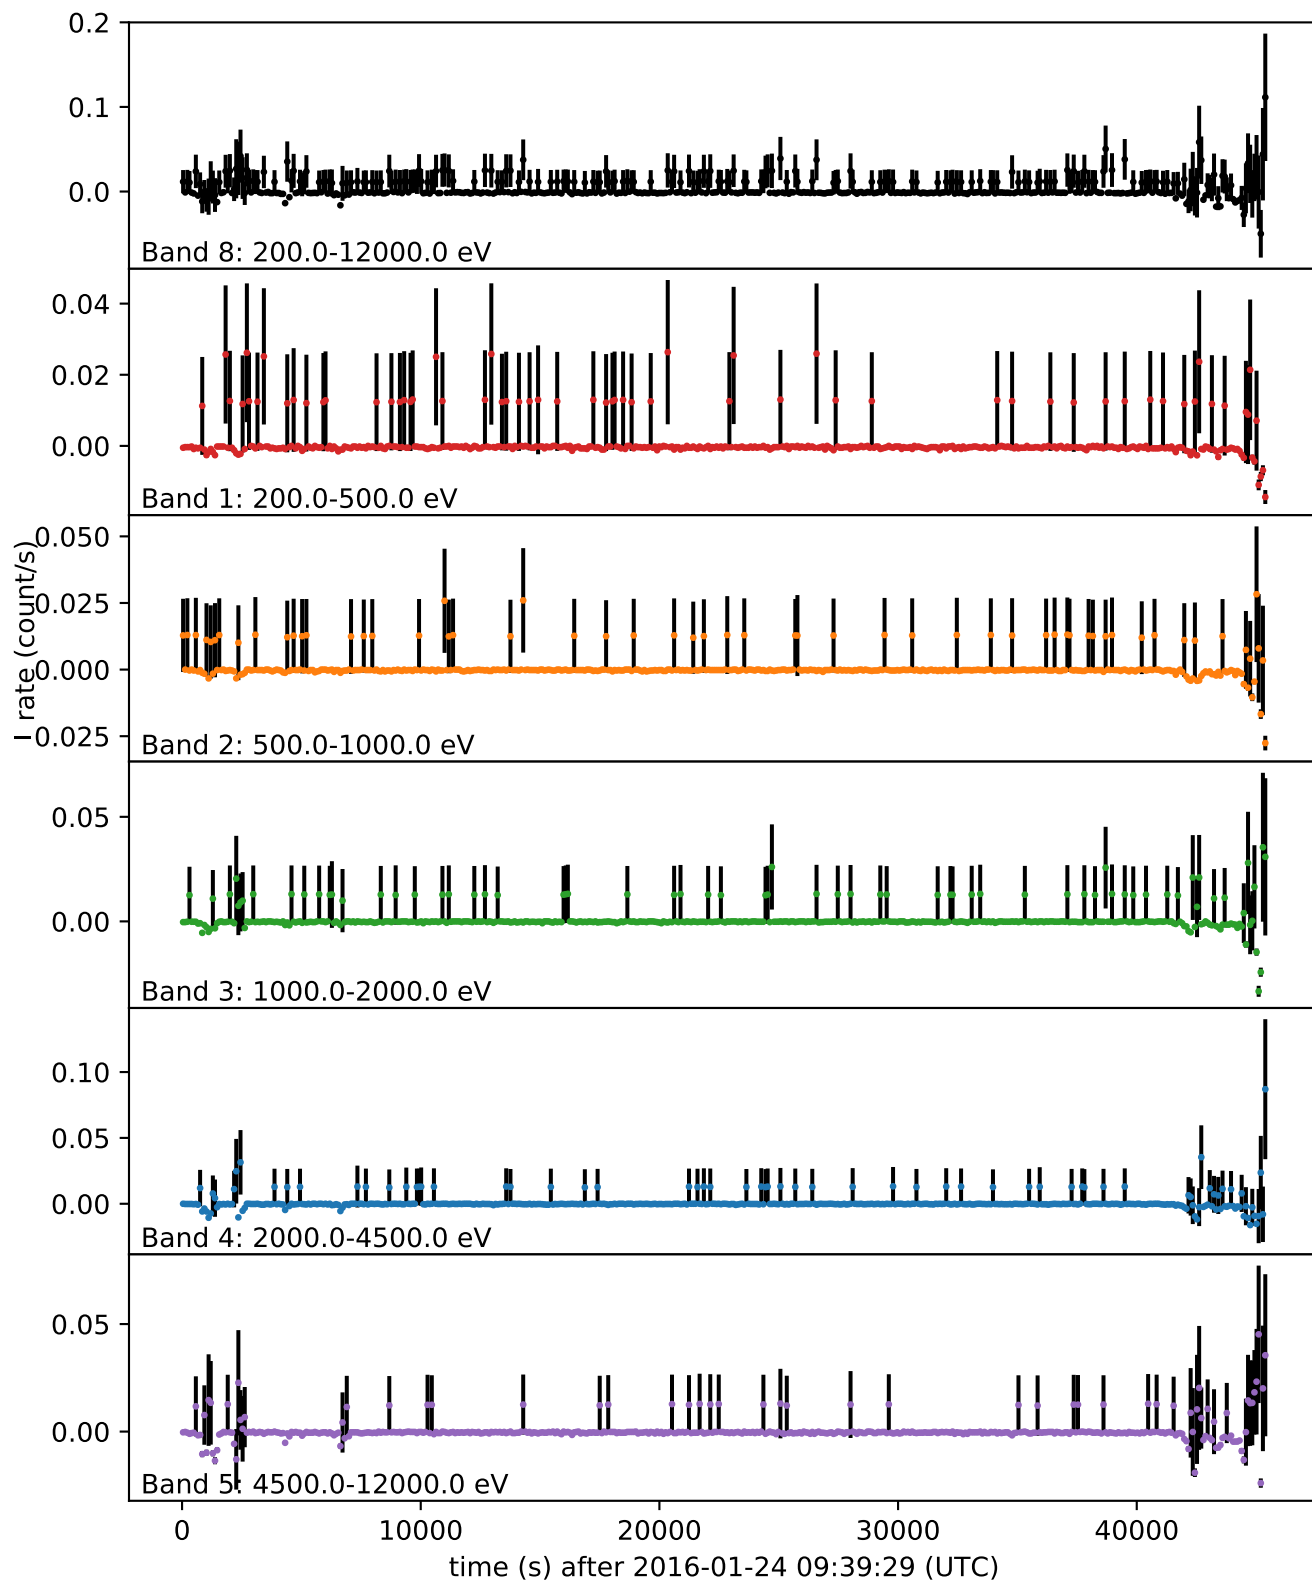 0.2
0.1
0.0
Band 8: 200.0-12000.0 eV
0.04
0.02
0.00
Band 1: 200.0-500.0 eV
rate (count/s)
0.050
0.025
0.000
−0.025
Band 2: 500.0-1000.0 eV
0.05
0.00
Band 3: 1000.0-2000.0 eV
0.10
0.05
0.00
Band 4: 2000.0-4500.0 eV
0.05
0.00
Band 5: 4500.0-12000.0 eV
0 10000 20000 30000 40000
time (s) after 2016-01-24 09:39:29 (UTC)